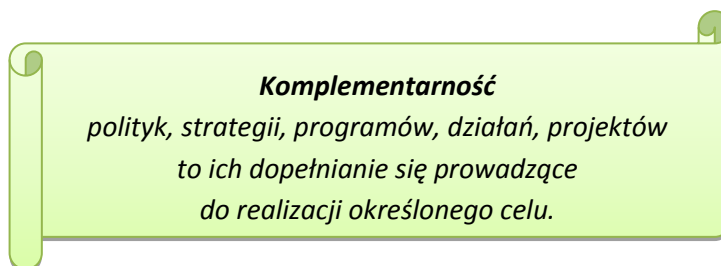 Komplementarność
polityk, strategii, programów, działań, projektów
to ich dopełnianie się prowadzące
do realizacji określonego celu.